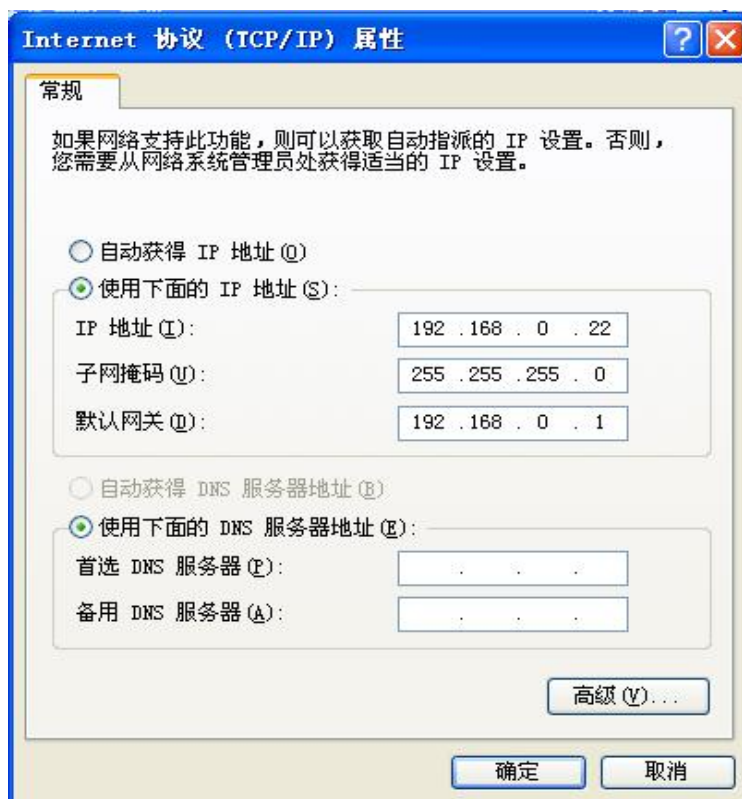 Internet 协议 (TCP/IP) 属性
常规
如果网络支持此功能，则可以获取自动指派的 IP 设置。否则，
您需要从网络系统管理员处获得适当的 IP 设置。
自动获得 IP 地址(O)
使用下面的 IP 地址(S):
IP 地址(I): 192 .168 . 0 . 22
子网掩码(U): 255 .255 .255 . 0
默认网关(D): 192 .168 . 0 . 1
自动获得 DNS 服务器地址(B)
使用下面的 DNS 服务器地址(E):
首选 DNS 服务器(P): . . .
备用 DNS 服务器(A): . . .
高级(V)...
确定 取消